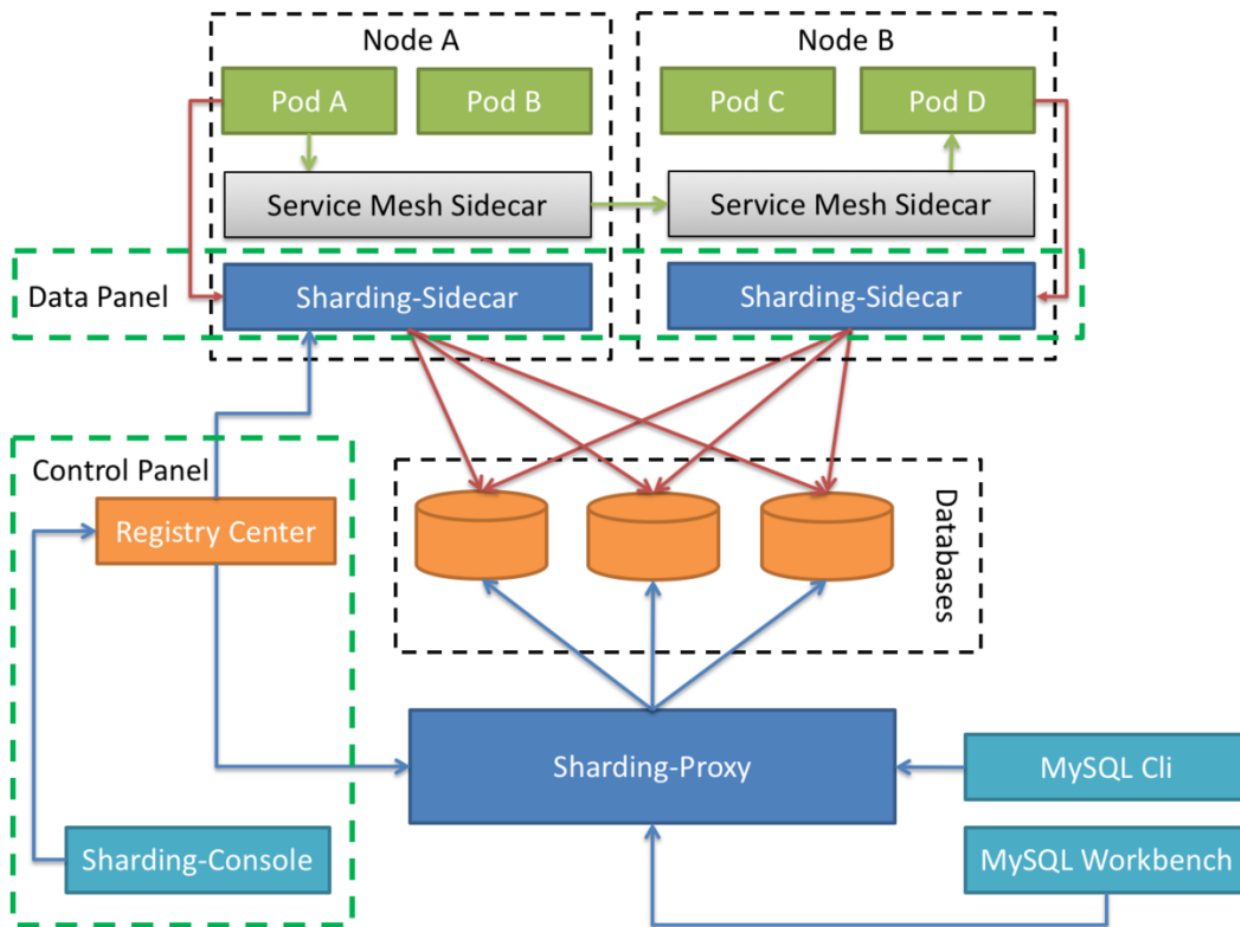 Node A
Node B
Pod A
Pod B
Pod C
Pod D
Service Mesh Sidecar
Service Mesh Sidecar
Data Panel
Sharding-Sidecar
Sharding-Sidecar
Control Panel
Registry Center
Databases
Sharding-Proxy
MySQL Cli
Sharding-Console
MySQL Workbench